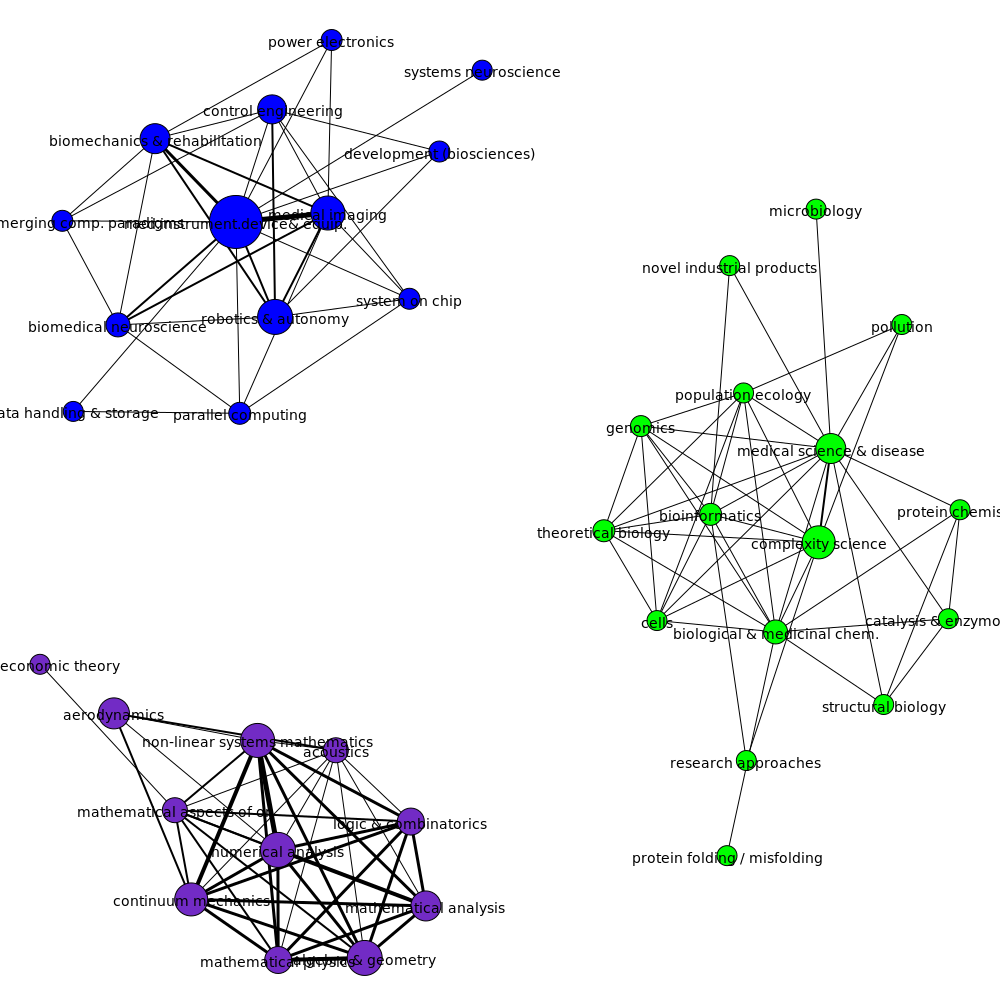 power electronics
systems neuroscience
control engineering
biomechanics & rehabilitation
development (biosciences)
microbiology
medical imaging
merging comp. paradigms
med.instrument.device& equip.
novel industrial products
system on chip
robotics & autonomy
biomedical neuroscience
pollution
population ecology
ata handling & storage
parallel computing
genomics
medical science & disease
protein chemis
bioinformatics
theoretical biology
complexity science
catalysis & enzymo
cells
biological & medicinal chem.
economic theory
structural biology
aerodynamics
non-linear systems mathematics
acoustics
research approaches
mathematical aspects of or
logic & combinatorics
numerical analysis
protein folding / misfolding
continuum mechanics
mathematical analysis
mathematical physics
algebra & geometry